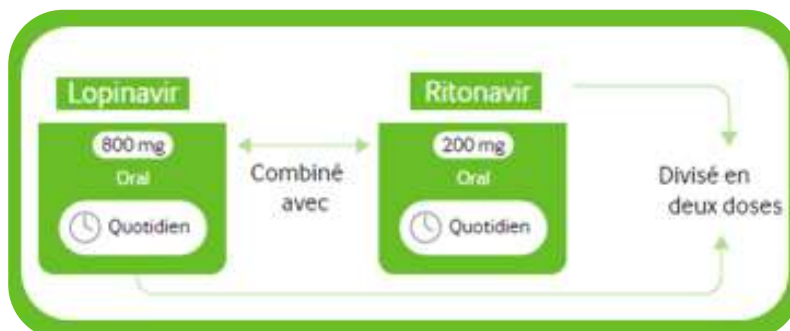 Lopinavir
800 mg
Oral
Quotidien
Combiné
avec
Ritonavir
200 mg
Oral
Quotidien
Divisé en
deux doses